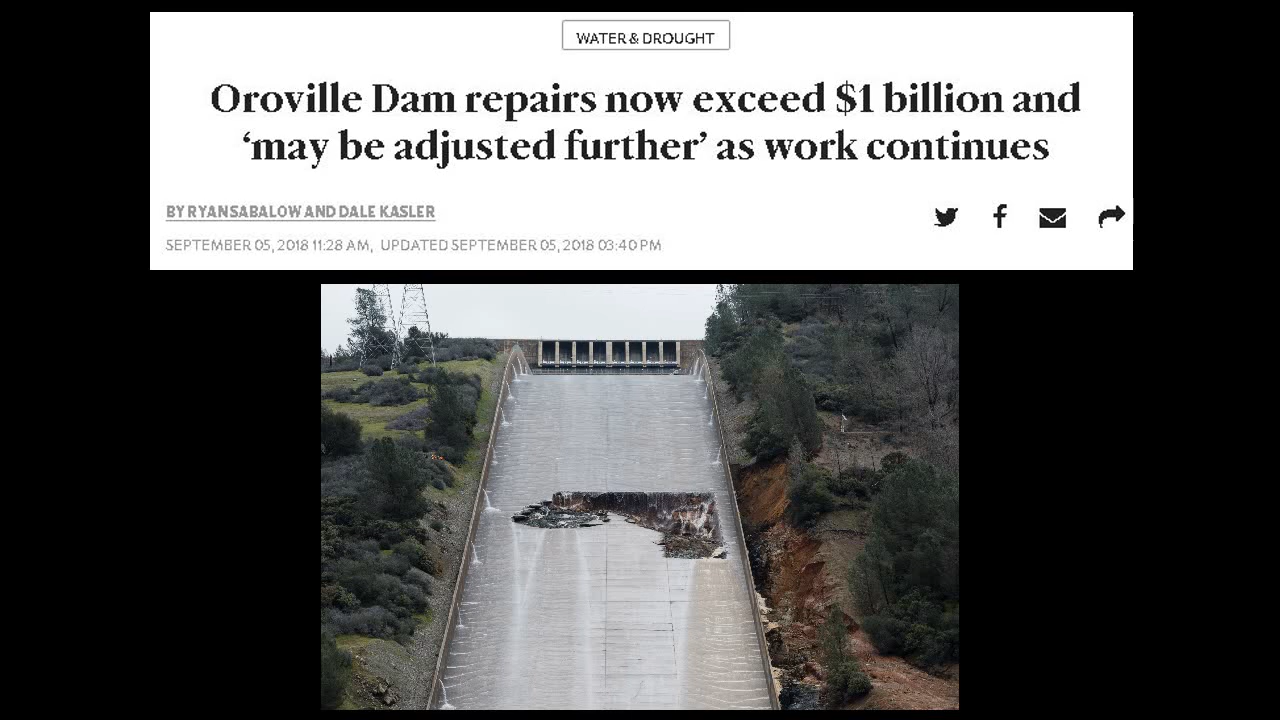 WATER & DROUGHT
Oroville Dam repairs now exceed $1 billion and
‘may be adjusted further’ as work continues
BY RYAN SABALOW AND DALE KASLER
SEPTEMBER 05, 2018 11:28 AM, UPDATED SEPTEMBER 05, 2018 03:40 PM